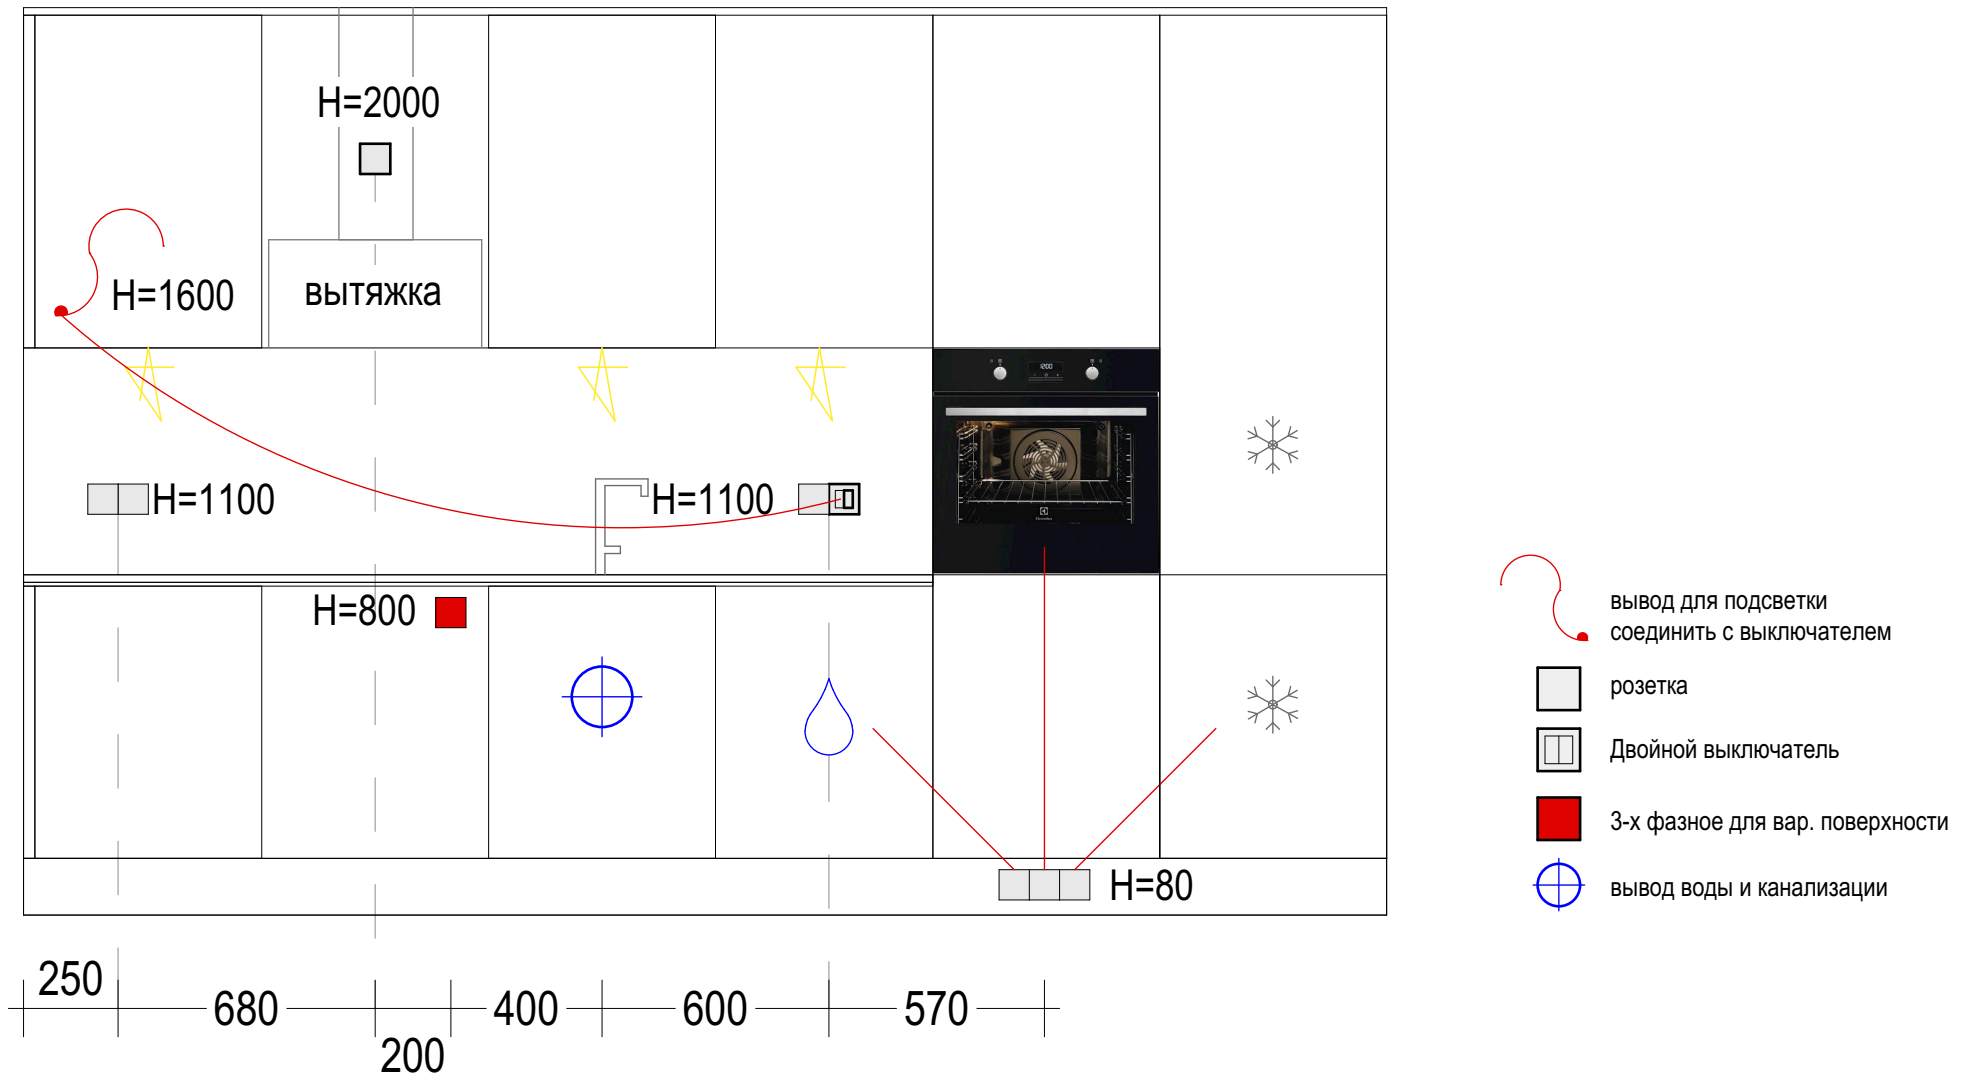 H=2000
H=1600
вытяжка
H=1100
H=1100
H=800
H=80
250
680
200
400
600
570
вывод для подсветки
соединить с выключателем
розетка
Двойной выключатель
3-х фазное для вар. поверхности
вывод воды и канализации